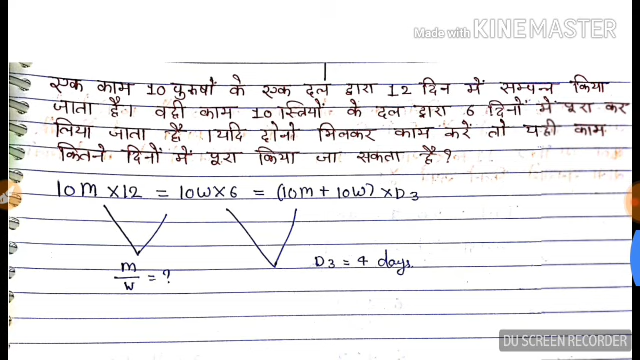 Made with KINEMASTER
एक काम 10 पुरुषों के एक दल द्वारा 12 दिन में सम्पन्न किया
जाता है। वही काम 10 स्त्रियों के दल द्वारा 6 दिनों में पूरा कर
लिया जाता है । यदि दोनो मिलकर काम करें तो यही काम
कितने दिनों में पूरा किया जा सकता है ?
10M × 12 = 10W × 6 = (10M + 10W) × D3
m/W = ?
D3 = 4 days.
DU SCREEN RECORDER